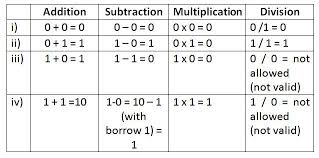 Addition Subtraction Multiplication Division
i) 0 + 0 = 0 0 – 0 = 0 0 x 0 = 0 0 /1 = 0
ii) 0 + 1 = 1 1 – 0 = 1 0 x 1 = 0 1 / 1 = 1
iii) 1 + 0 = 1 1 – 1 = 0 1 x 0 = 0 0 / 0 = not
allowed
(not valid)
iv) 1 + 1 =10 1-0 = 10 – 1 1 x 1 = 1 1 / 0 = not
(with allowed
borrow 1) = (not valid)
1